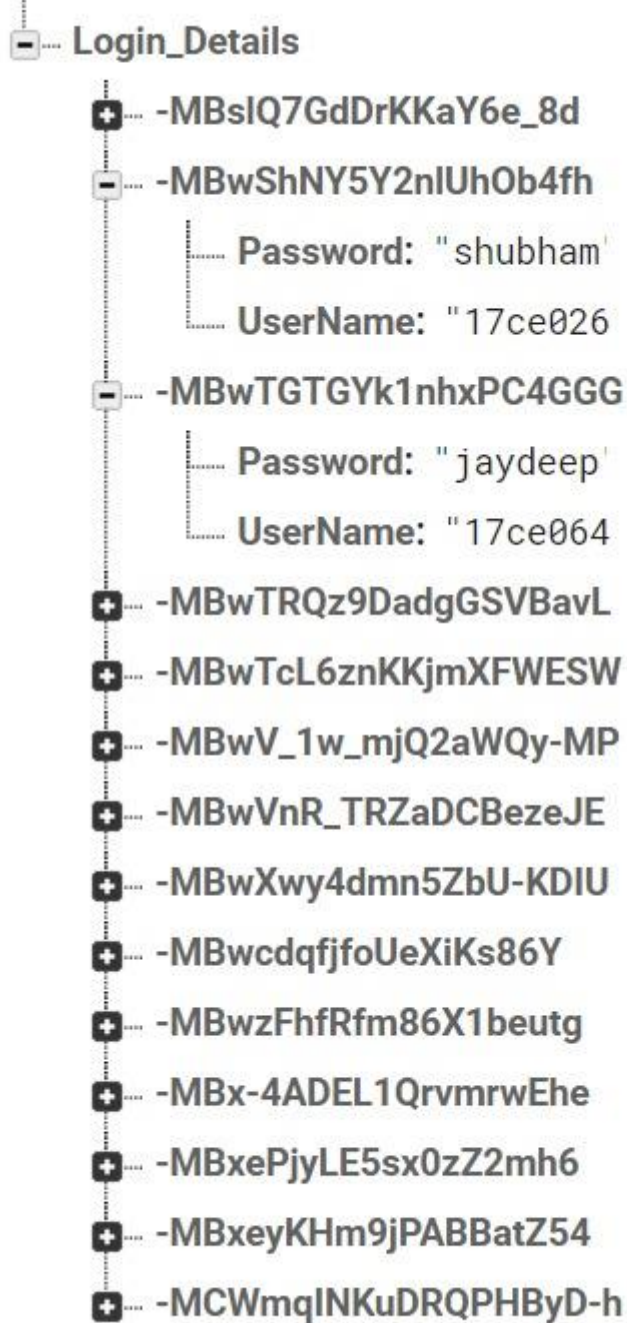 Login_Details
-MBslQ7GdDrKKaY6e_8d
-MBwShNY5Y2nlUhOb4fh
Password: "shubham"
UserName: "17ce026
-MBwTGTGYk1nhxPC4GGG
Password: "jaydeep"
UserName: "17ce064
-MBwTRQz9DadgGSVBavL
-MBwTcL6znKKjmXFWESW
-MBwV_1w_mjQ2aWQy-MP
-MBwVnR_TRZaDCBezeJE
-MBwXwy4dmn5ZbU-KDIU
-MBwcdqfjfoUeXiKs86Y
-MBwzFhfRfm86X1beutg
-MBx-4ADEL1QrvmrwEhe
-MBxePjyLE5sx0zZ2mh6
-MBxeyKHm9jPABBatZ54
-MCWmqINKuDRQPHByD-h